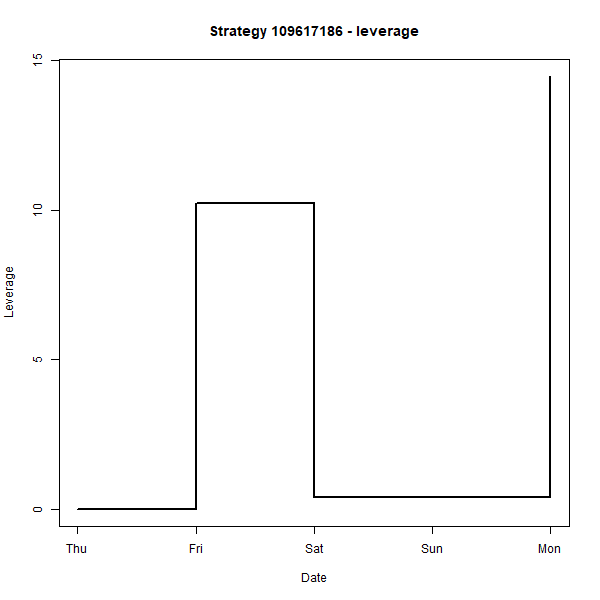 Strategy 109617186 - leverage
Leverage
15
10
5
0
Thu Fri Sat Sun Mon
Date